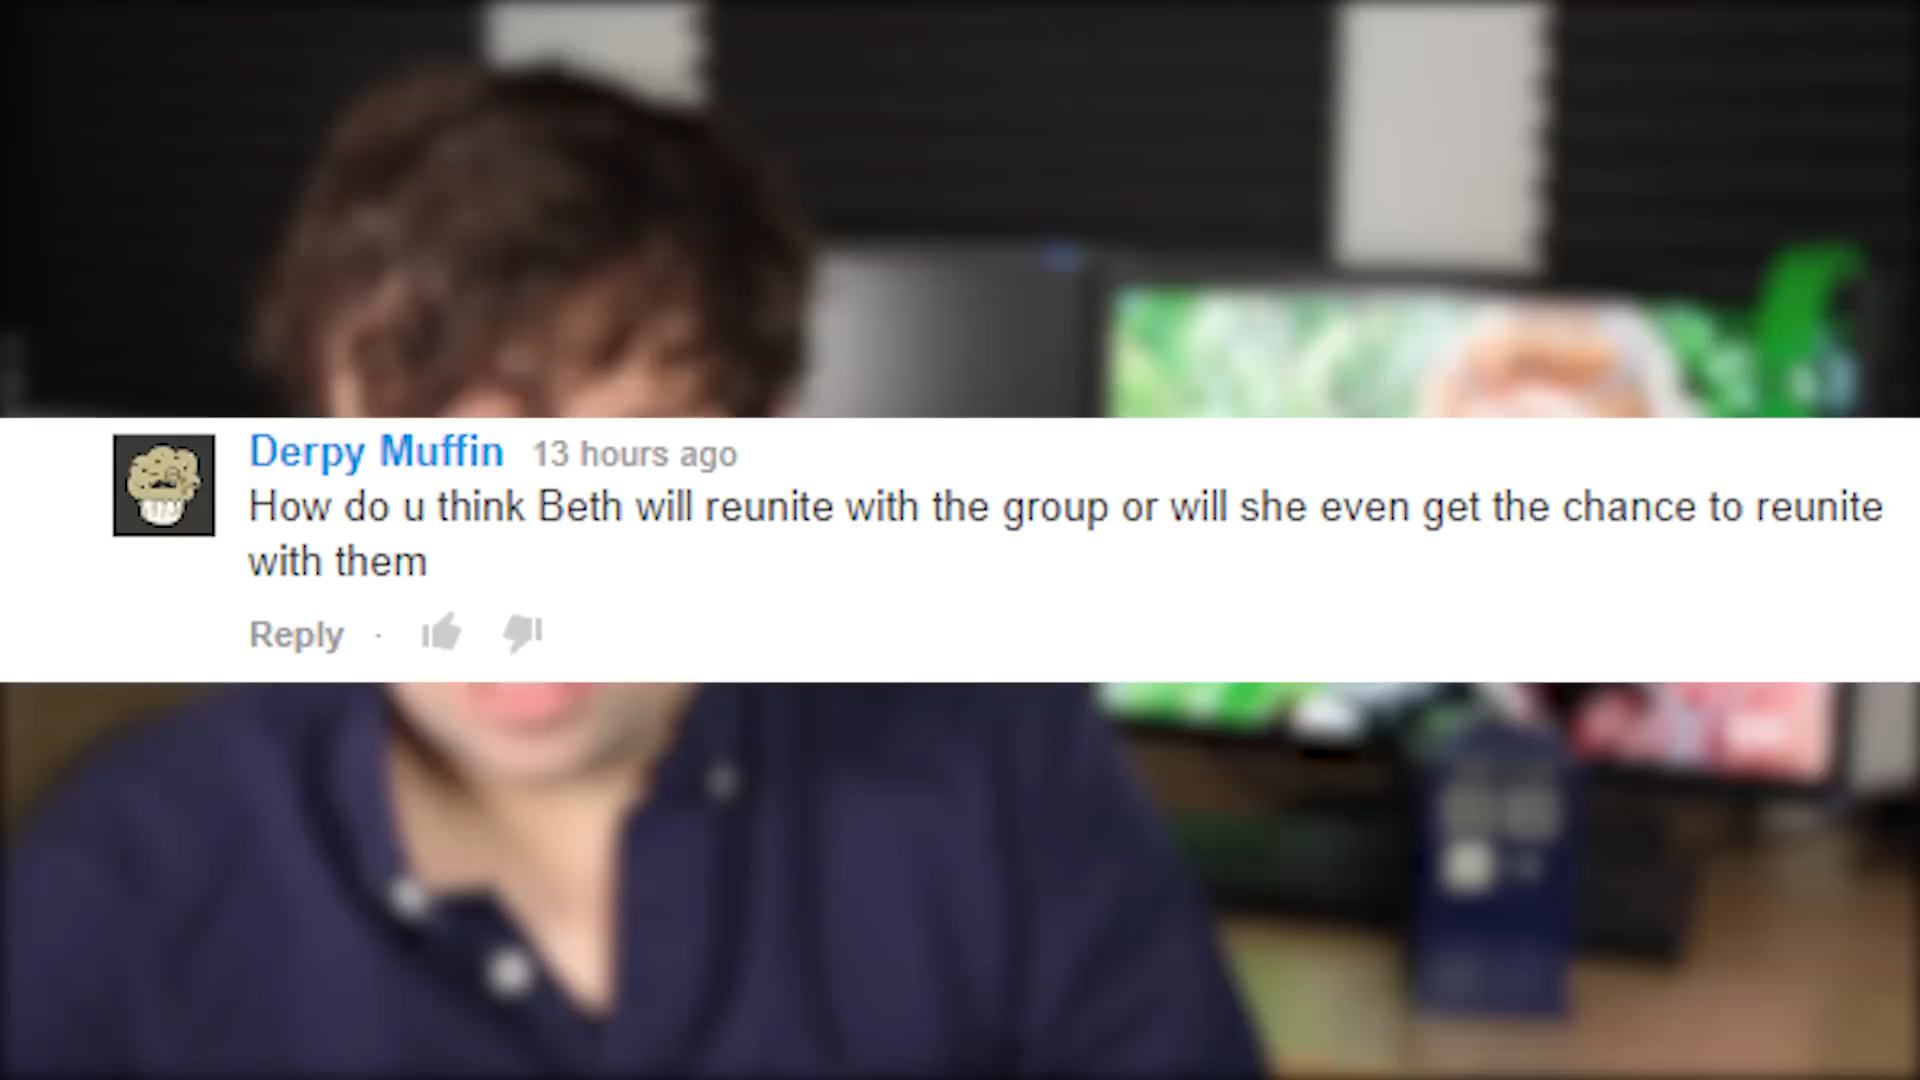 Derpy Muffin 13 hours ago
How do u think Beth will reunite with the group or will she even get the chance to reunite
with them
Reply ·